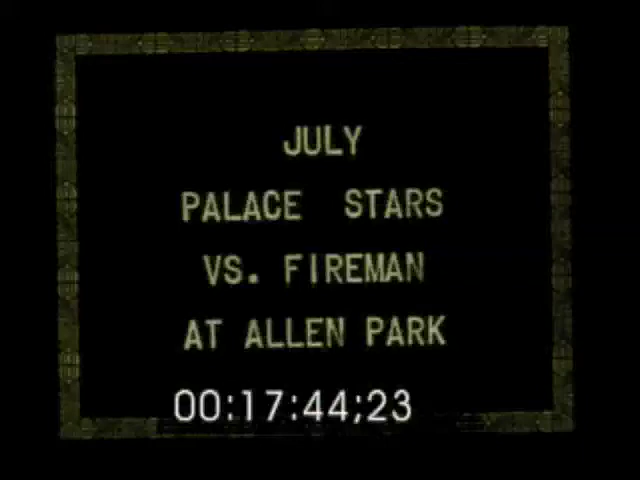 JULY
PALACE STARS
VS. FIREMAN
AT ALLEN PARK
00:17:44;23